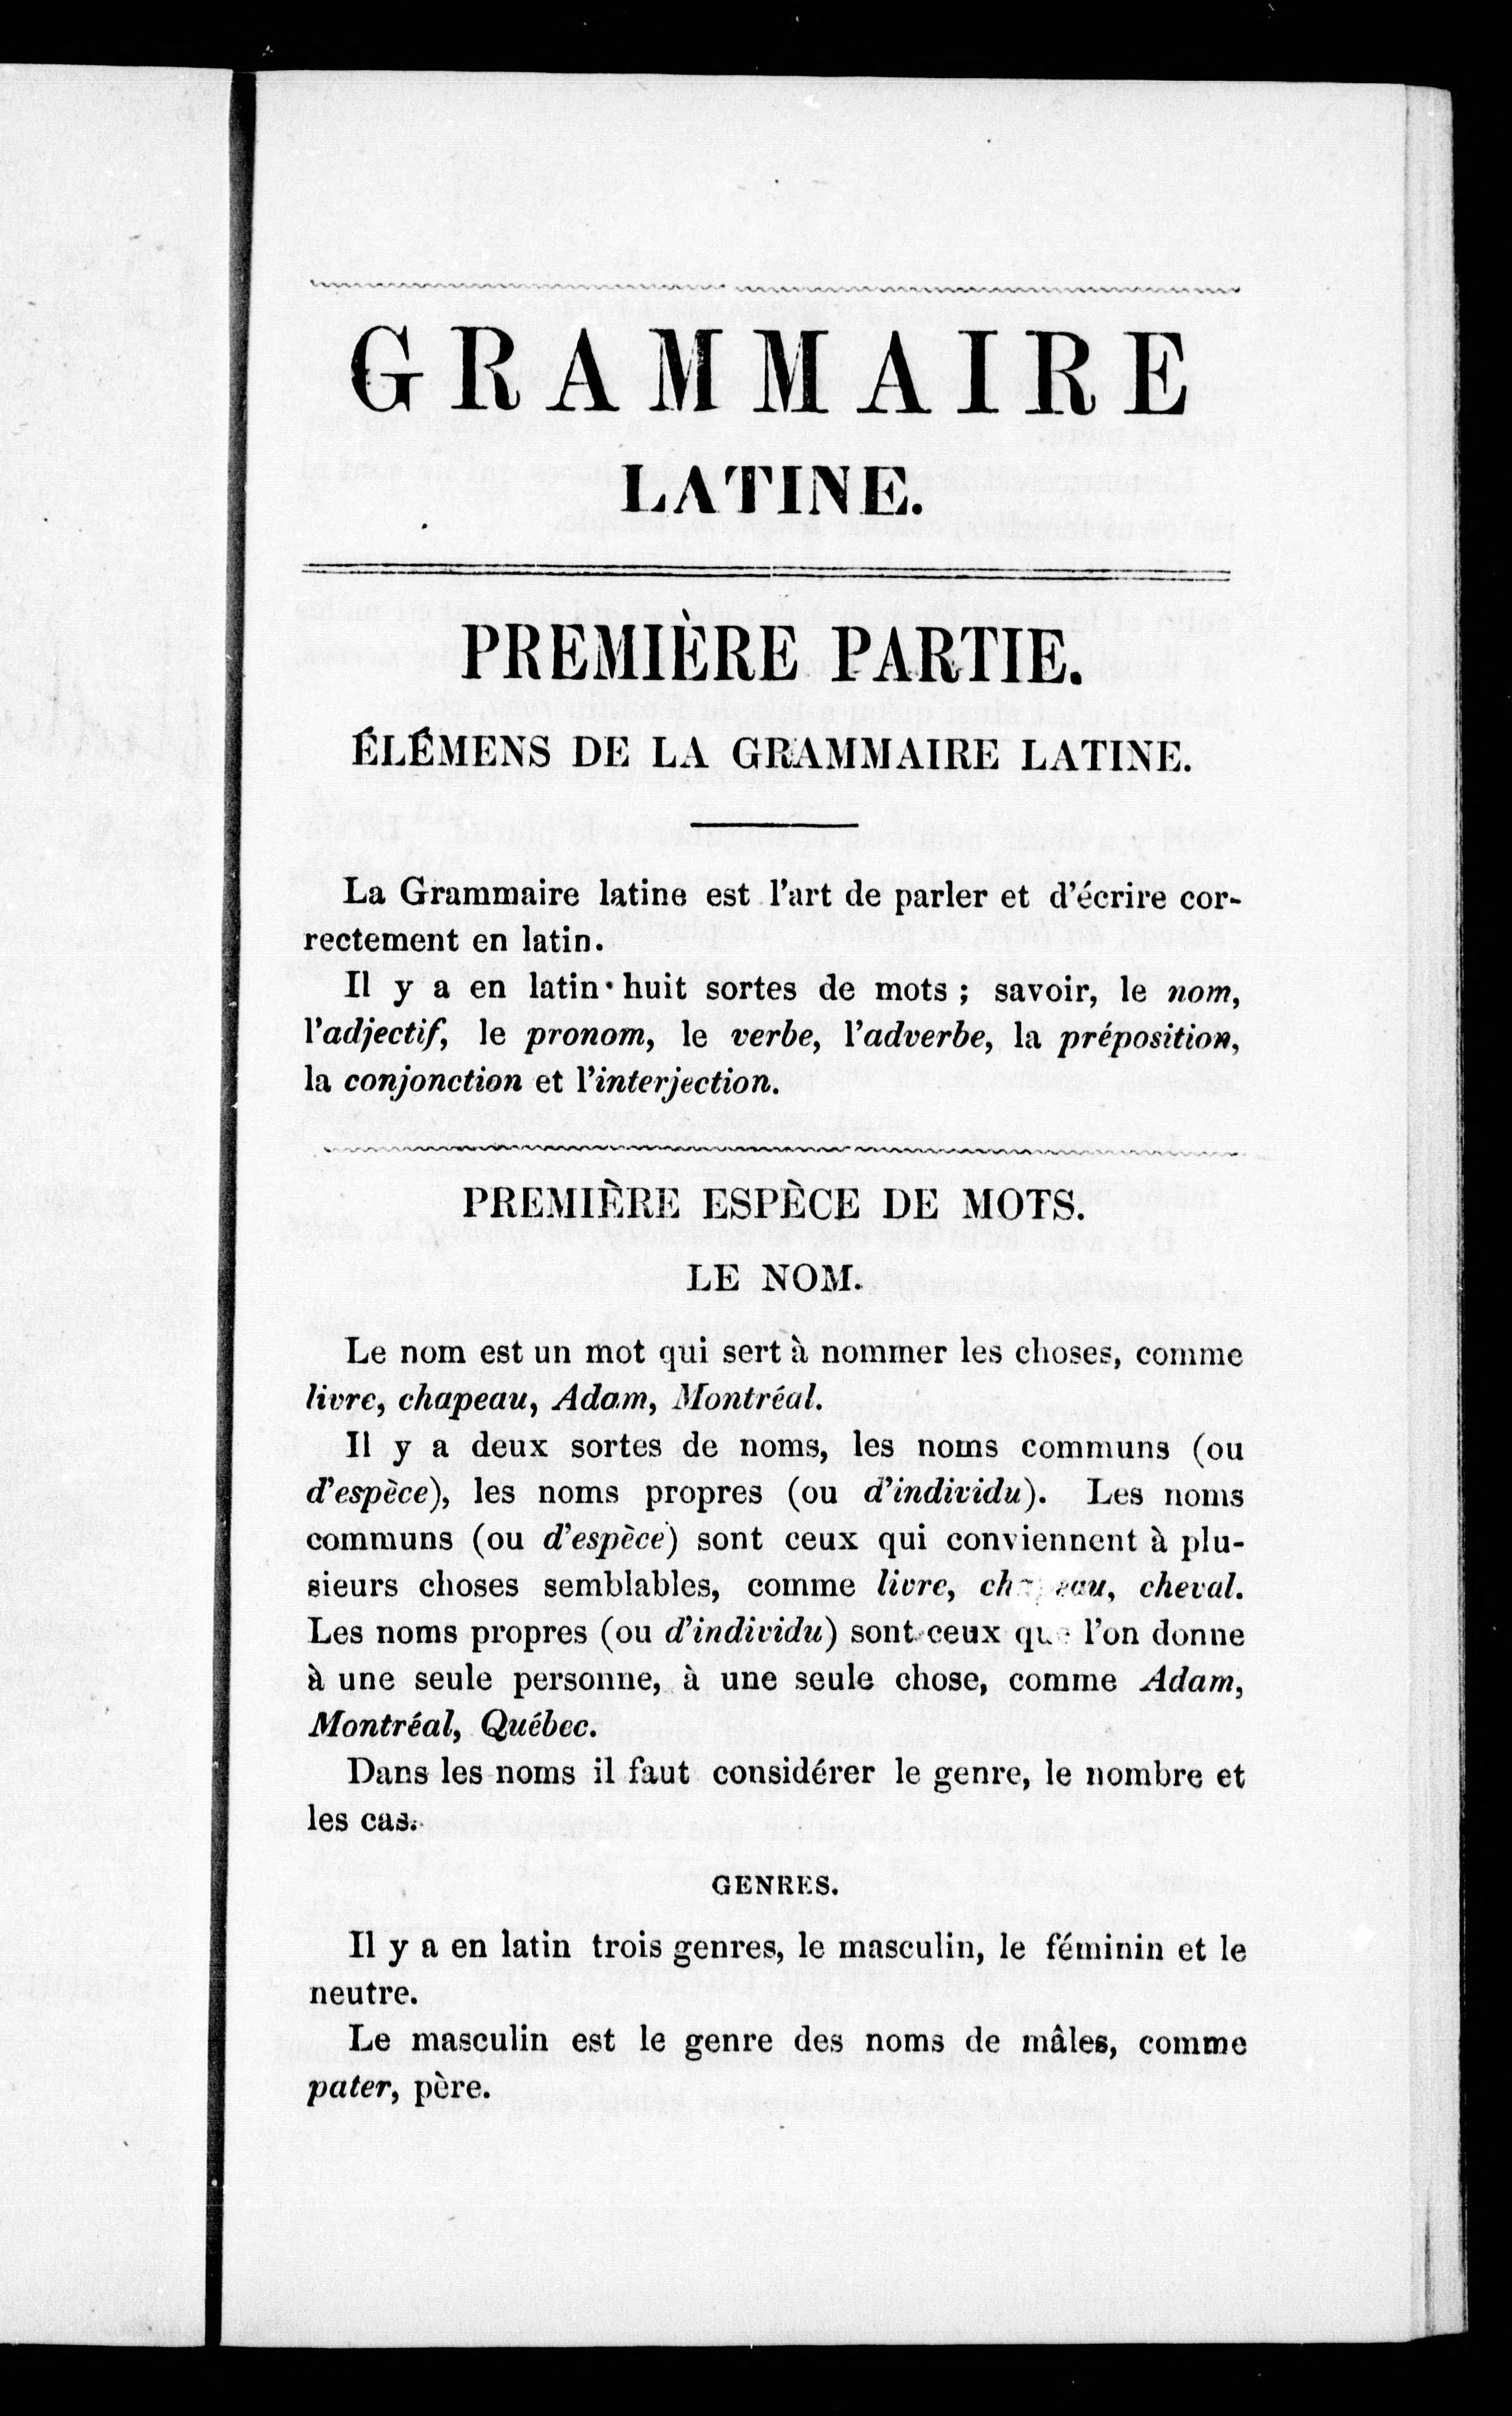 GRAMMAIRE
LATINE.
PREMIÈRE PARTIE.
ÉLÉMENS DE LA GRAMMAIRE LATINE.
La Grammaire latine est l'art de parler et d'écrire cor-
rectement en latin.
Il y a en latin huit sortes de mots ; savoir, le nom,
l'adjectif, le pronom, le verbe, l'adverbe, la préposition,
la conjonction et l'interjection.
PREMIÈRE ESPÈCE DE MOTS.
LE NOM.
Le nom est un mot qui sert à nommer les choses, comme
livre, chapeau, Adam, Montréal.
Il y a deux sortes de noms, les noms communs (ou
d'espèce), les noms propres (ou d'individu). Les noms
communs (ou d'espèce) sont ceux qui conviennent à plu-
sieurs choses semblables, comme livre, chapeau, cheval.
Les noms propres (ou d'individu) sont ceux que l'on donne
à une seule personne, à une seule chose, comme Adam,
Montréal, Québec.
Dans les noms il faut considérer le genre, le nombre et
les cas.
GENRES.
Il y a en latin trois genres, le masculin, le féminin et le
neutre.
Le masculin est le genre des noms de mâles, comme
pater, père.